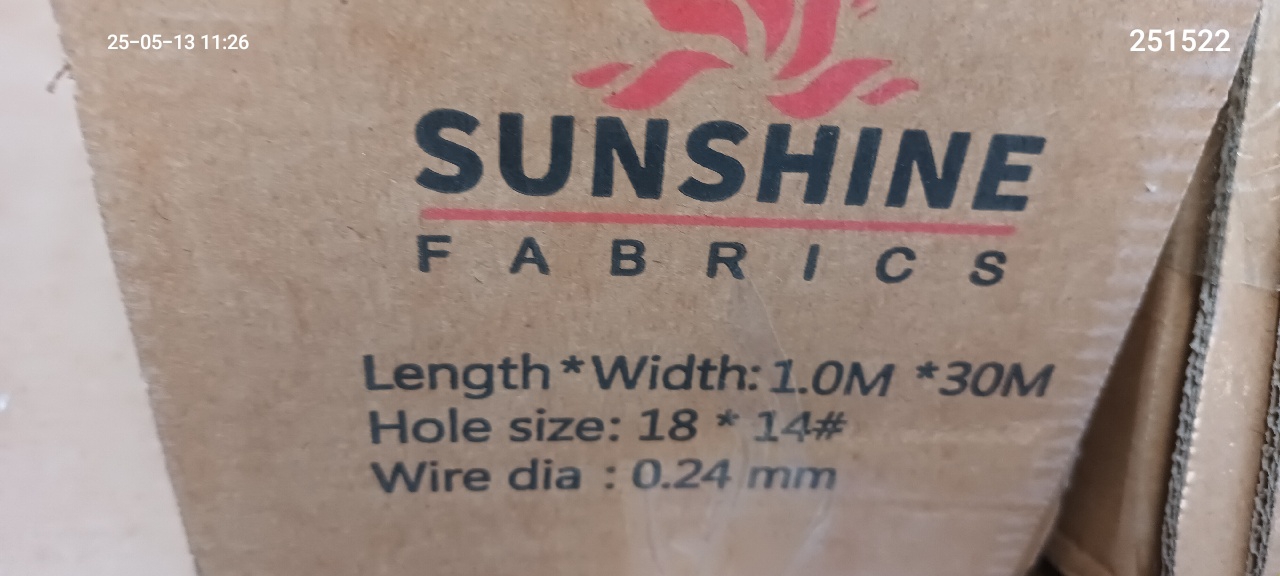 25-05-13 11:26
251522
SUNSHINE
FABRICS
Length*Width: 1.0M *30M
Hole size: 18 * 14#
Wire dia : 0.24 mm